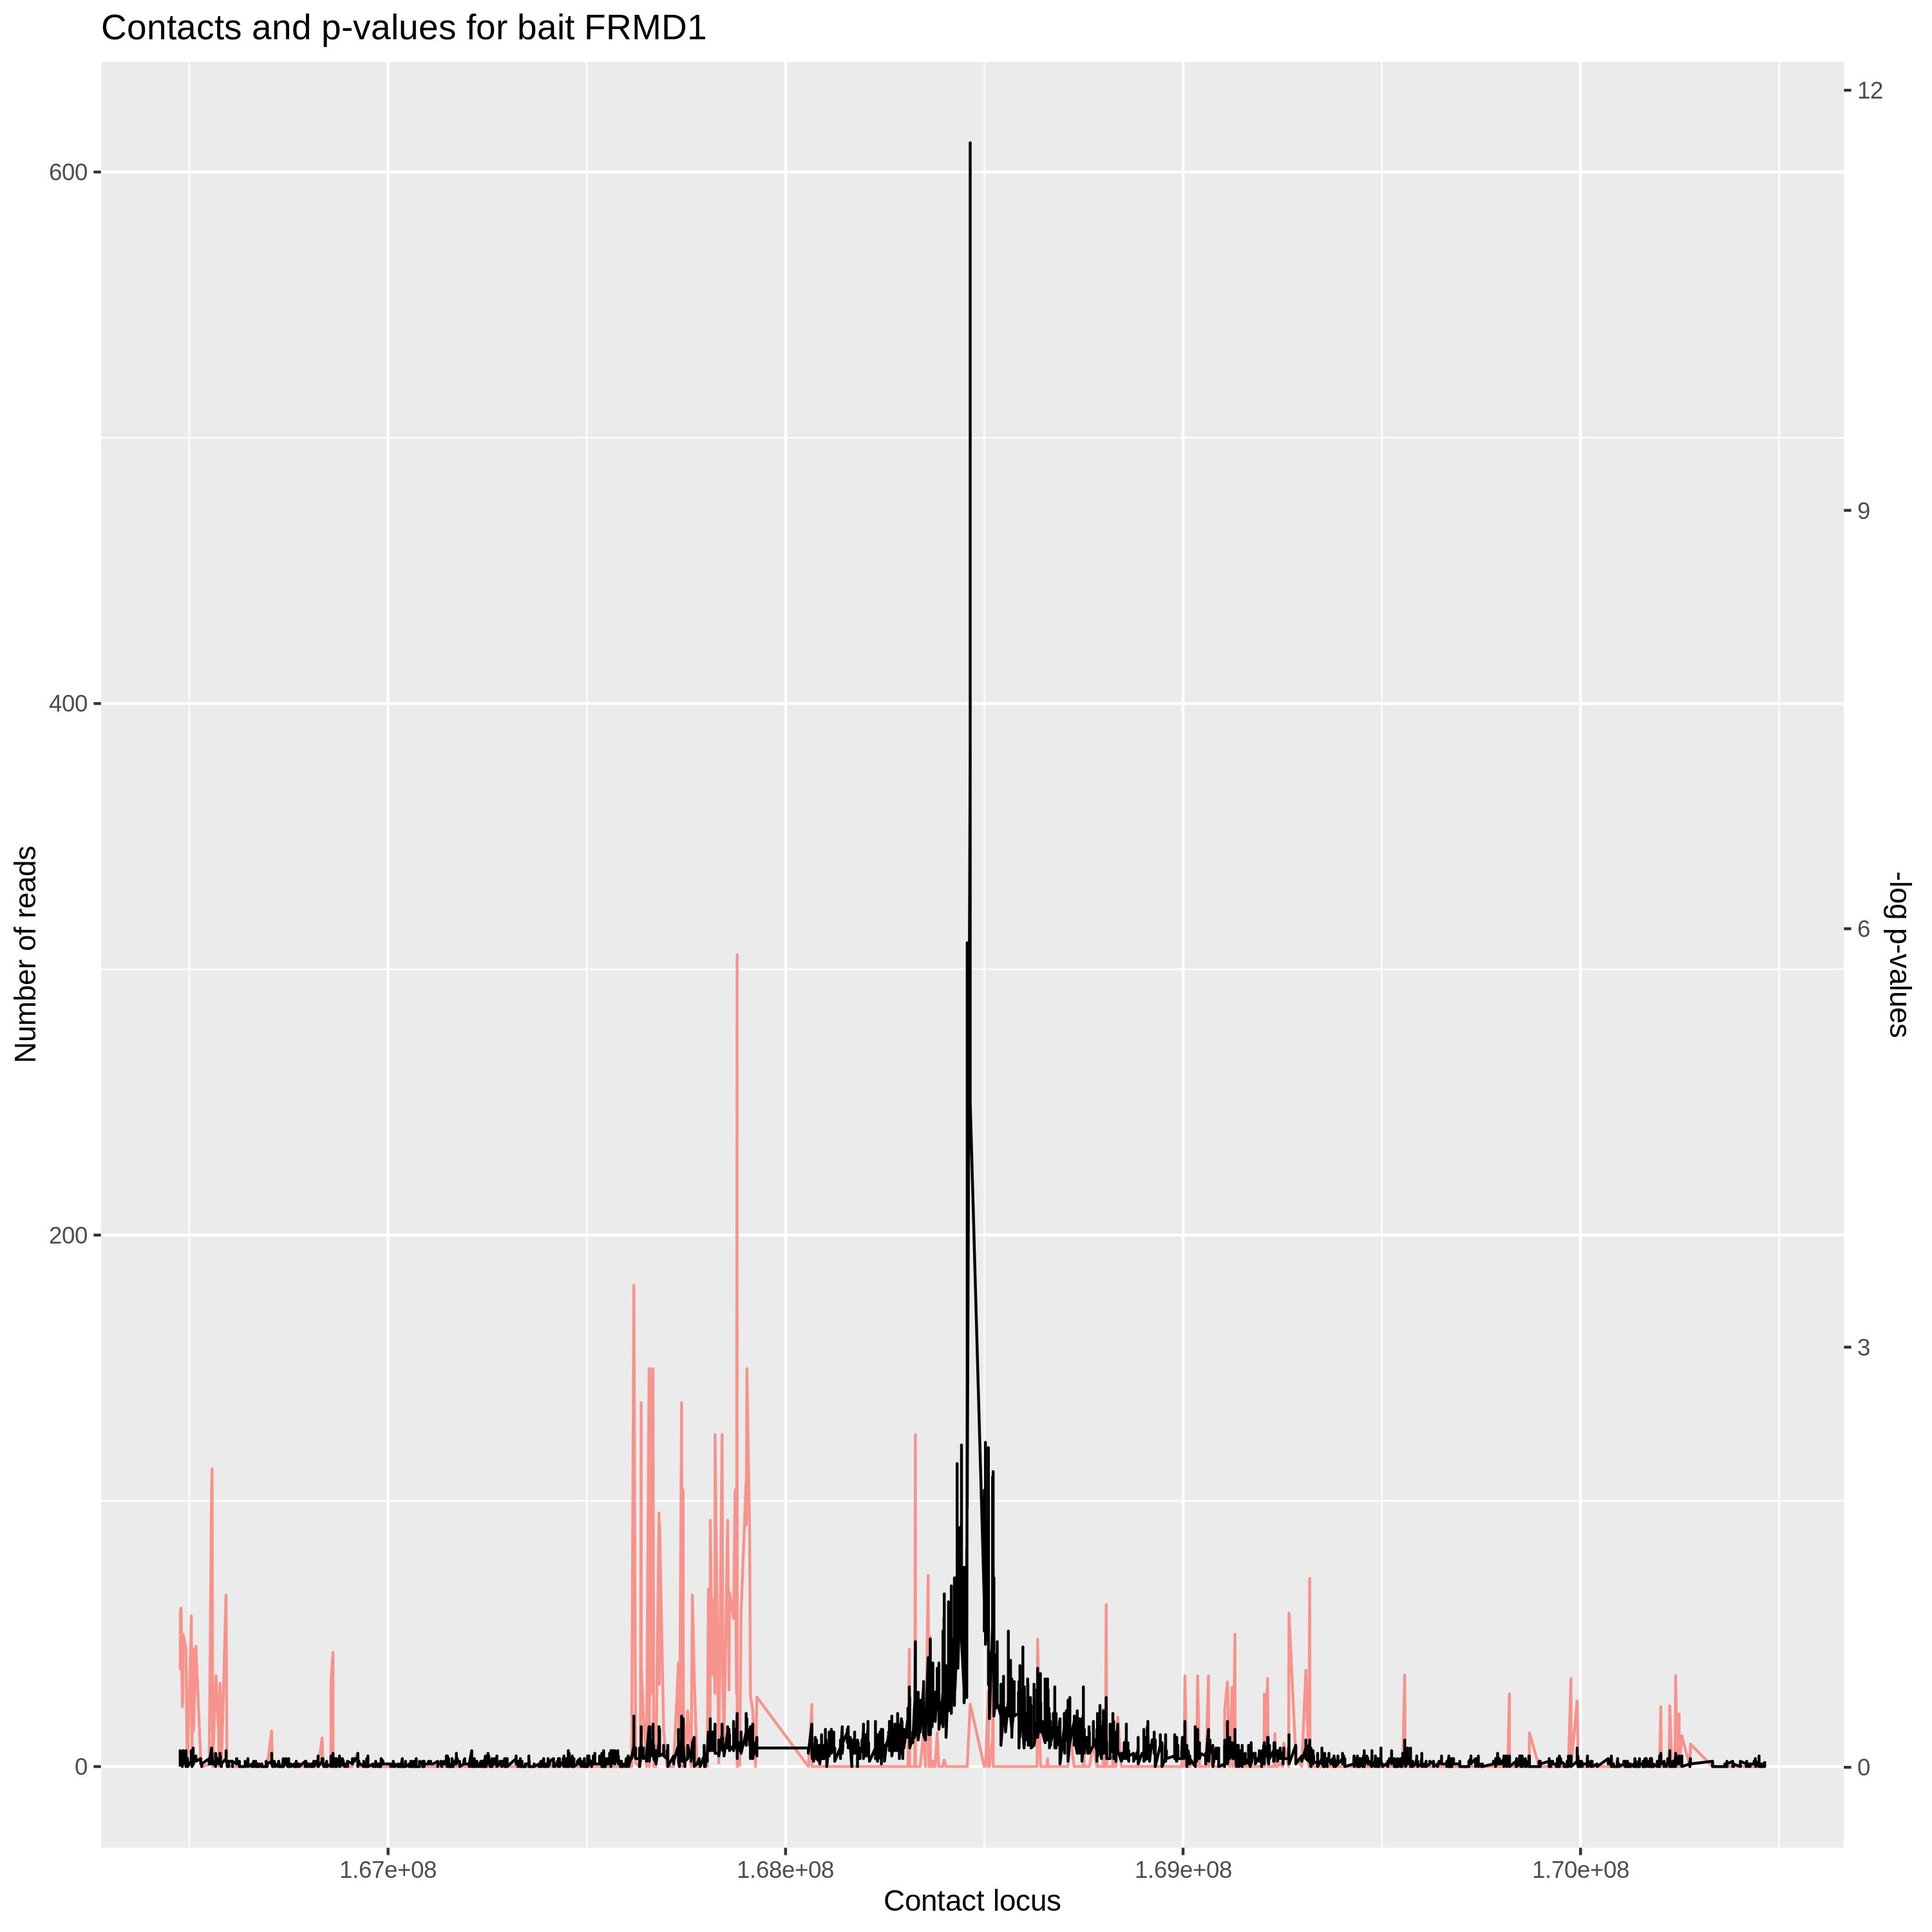 Contacts and p-values for bait FRMD1
12
600
9
400
Number of reads
-log p-values
6
200
3
0
0
1.67e+08
1.68e+08
1.69e+08
1.70e+08
Contact locus